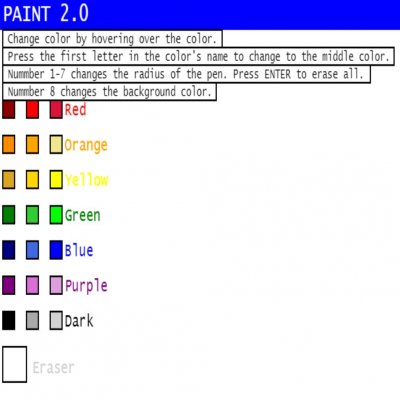 PAINT 2.0
Change color by hovering over the color.
Press the first letter in the color's name to change to the middle color.
Nummber 1-7 changes the radius of the pen. Press ENTER to erase all.
Nummber 8 changes the background color.
Red
Orange
Yellow
Green
Blue
Purple
Dark
Eraser